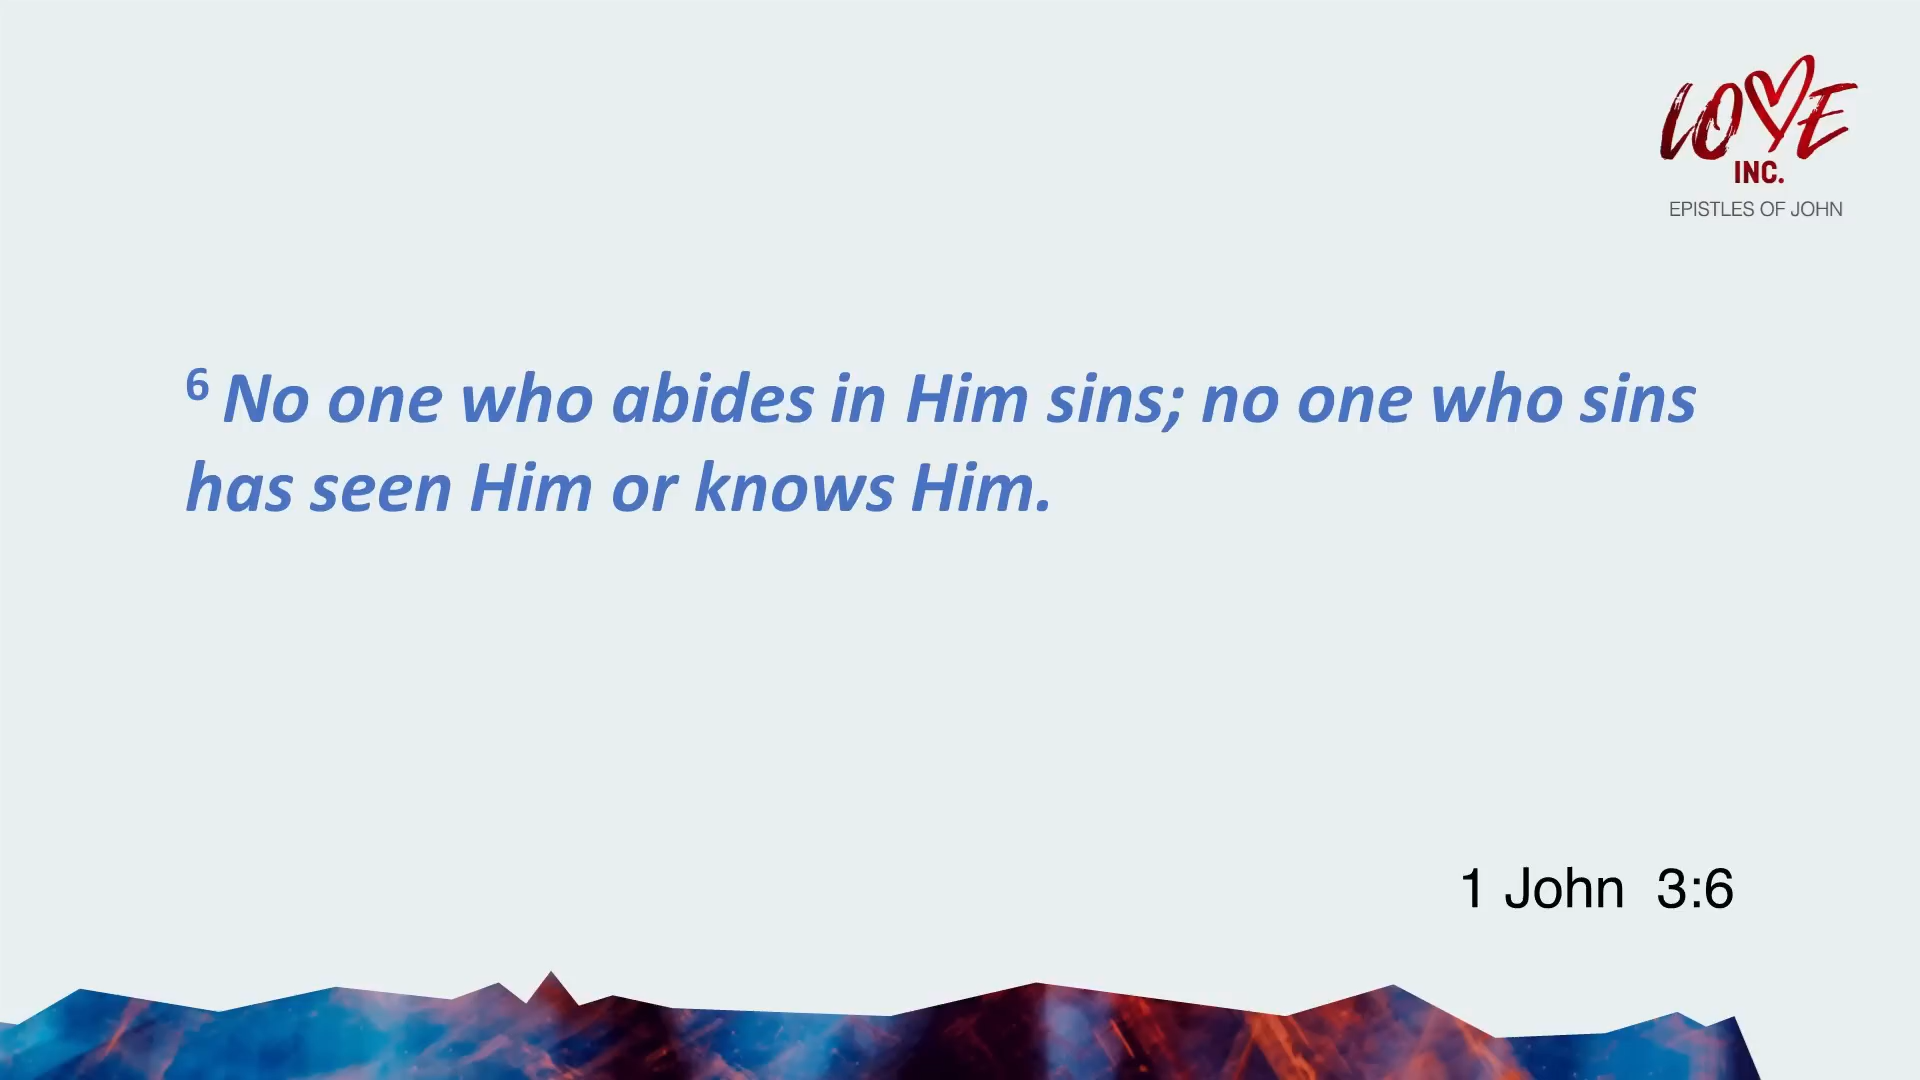 LOVE
INC.
EPISTLES OF JOHN
6 No one who abides in Him sins; no one who sins
has seen Him or knows Him.
1 John 3:6